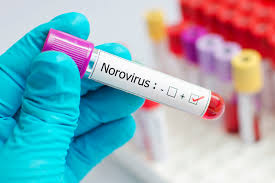 Norovirus : - ☐ + ☑